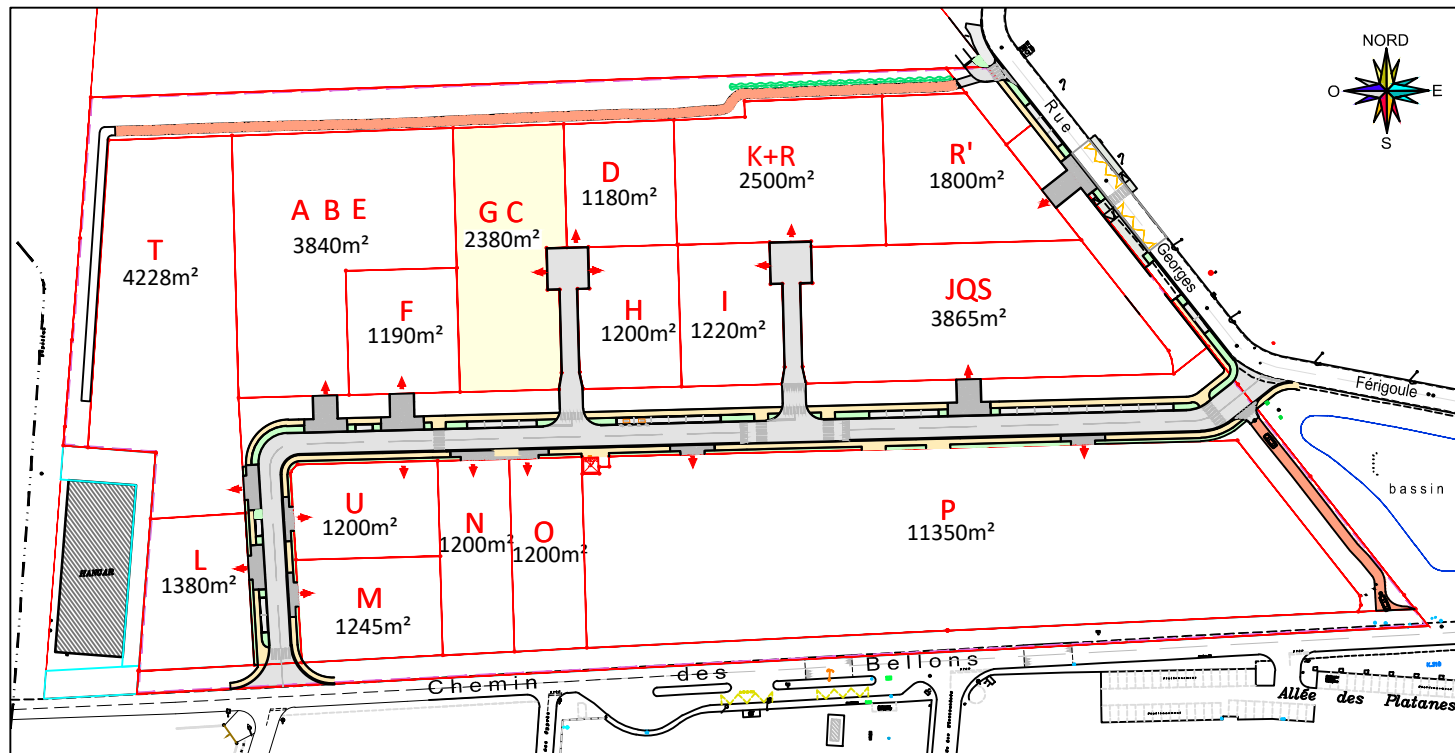 NORD
O
E
S
Rue
Georges
Férigoule
K+R
2500m²
R'
1800m²
D
1180m²
A B E
3840m²
G C
2380m²
T
4228m²
F
1190m²
H
1200m²
I
1220m²
JQS
3865m²
bassin
U
1200m²
N
1200m²
O
1200m²
P
11350m²
L
1380m²
HANGAR
M
1245m²
Chemin des Bellons
Allée des Platanes